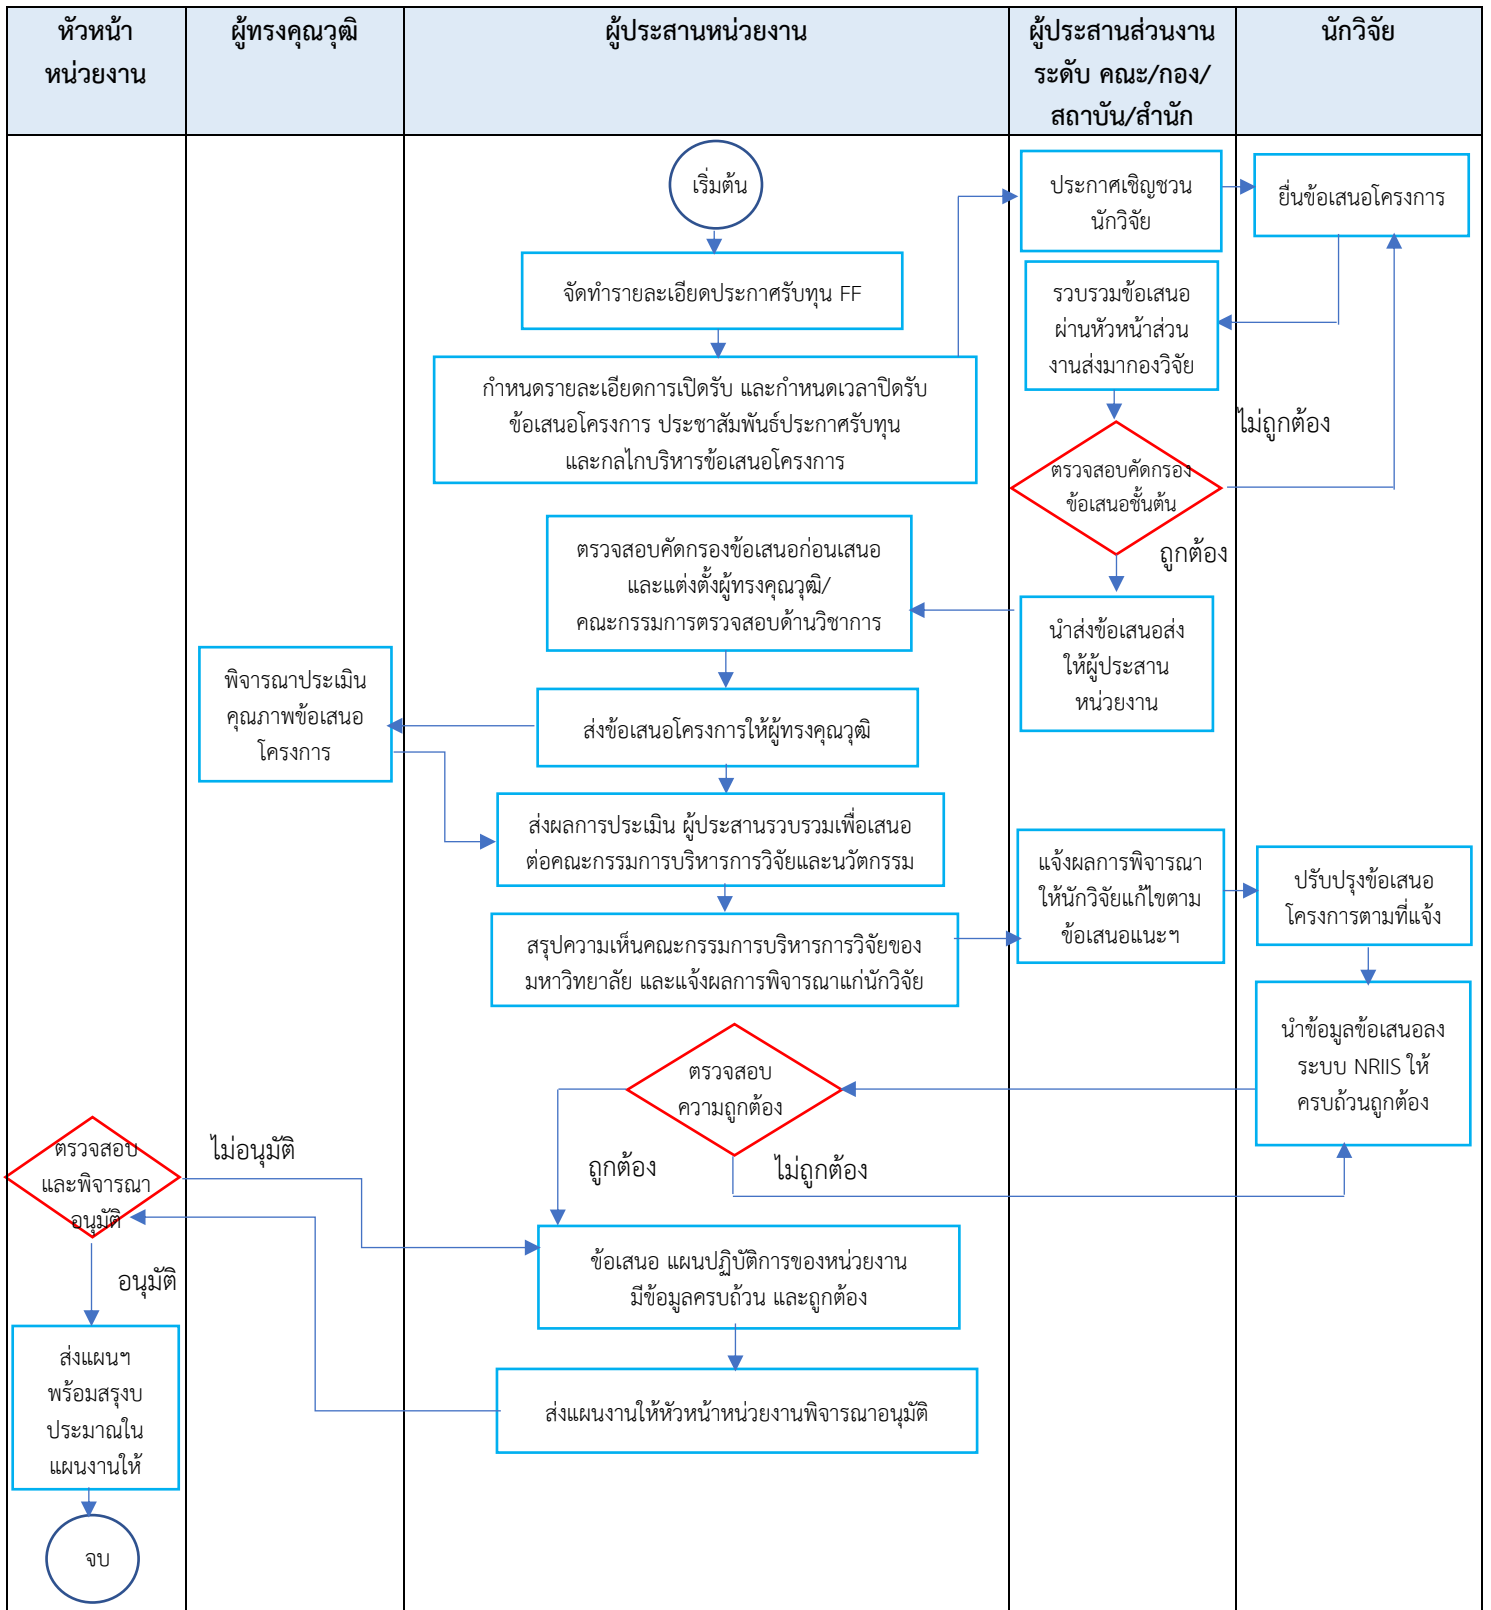 หัวหน้า
หน่วยงาน
ผู้ทรงคุณวุฒิ
ผู้ประสานหน่วยงาน
ผู้ประสานส่วนงาน
ระดับ คณะ/กอง/
สถาบัน/สำนัก
นักวิจัย
เริ่มต้น
จัดทำรายละเอียดประกาศรับทุน FF
กำหนดรายละเอียดการเปิดรับ และกำหนดเวลาปิดรับ
ข้อเสนอโครงการ ประชาสัมพันธ์ประกาศรับทุน
และกลไกบริหารข้อเสนอโครงการ
ประกาศเชิญชวน
นักวิจัย
ยื่นข้อเสนอโครงการ
รวบรวมข้อเสนอ
ผ่านหัวหน้าส่วน
งานส่งมากองวิจัย
ไม่ถูกต้อง
ตรวจสอบคัดกรอง
ข้อเสนอชั้นต้น
ถูกต้อง
นำส่งข้อเสนอส่ง
ให้ผู้ประสาน
หน่วยงาน
ตรวจสอบคัดกรองข้อเสนอก่อนเสนอ
และแต่งตั้งผู้ทรงคุณวุฒิ/
คณะกรรมการตรวจสอบด้านวิชาการ
ส่งข้อเสนอโครงการให้ผู้ทรงคุณวุฒิ
พิจารณาประเมิน
คุณภาพข้อเสนอ
โครงการ
ส่งผลการประเมิน ผู้ประสานรวบรวมเพื่อเสนอ
ต่อคณะกรรมการบริหารการวิจัยและนวัตกรรม
สรุปความเห็นคณะกรรมการบริหารการวิจัยของ
มหาวิทยาลัย และแจ้งผลการพิจารณาแก่นักวิจัย
แจ้งผลการพิจารณา
ให้นักวิจัยแก้ไขตาม
ข้อเสนอแนะฯ
ปรับปรุงข้อเสนอ
โครงการตามที่แจ้ง
นำข้อมูลข้อเสนอลง
ระบบ NRIIS ให้
ครบถ้วนถูกต้อง
ตรวจสอบ
ความถูกต้อง
ถูกต้อง
ไม่ถูกต้อง
ตรวจสอบ
และพิจารณา
อนุมัติ
ไม่อนุมัติ
อนุมัติ
ข้อเสนอ แผนปฏิบัติการของหน่วยงาน
มีข้อมูลครบถ้วน และถูกต้อง
ส่งแผนงานให้หัวหน้าหน่วยงานพิจารณาอนุมัติ
ส่งแผนฯ
พร้อมสรุงบ
ประมาณใน
แผนงานให้
จบ